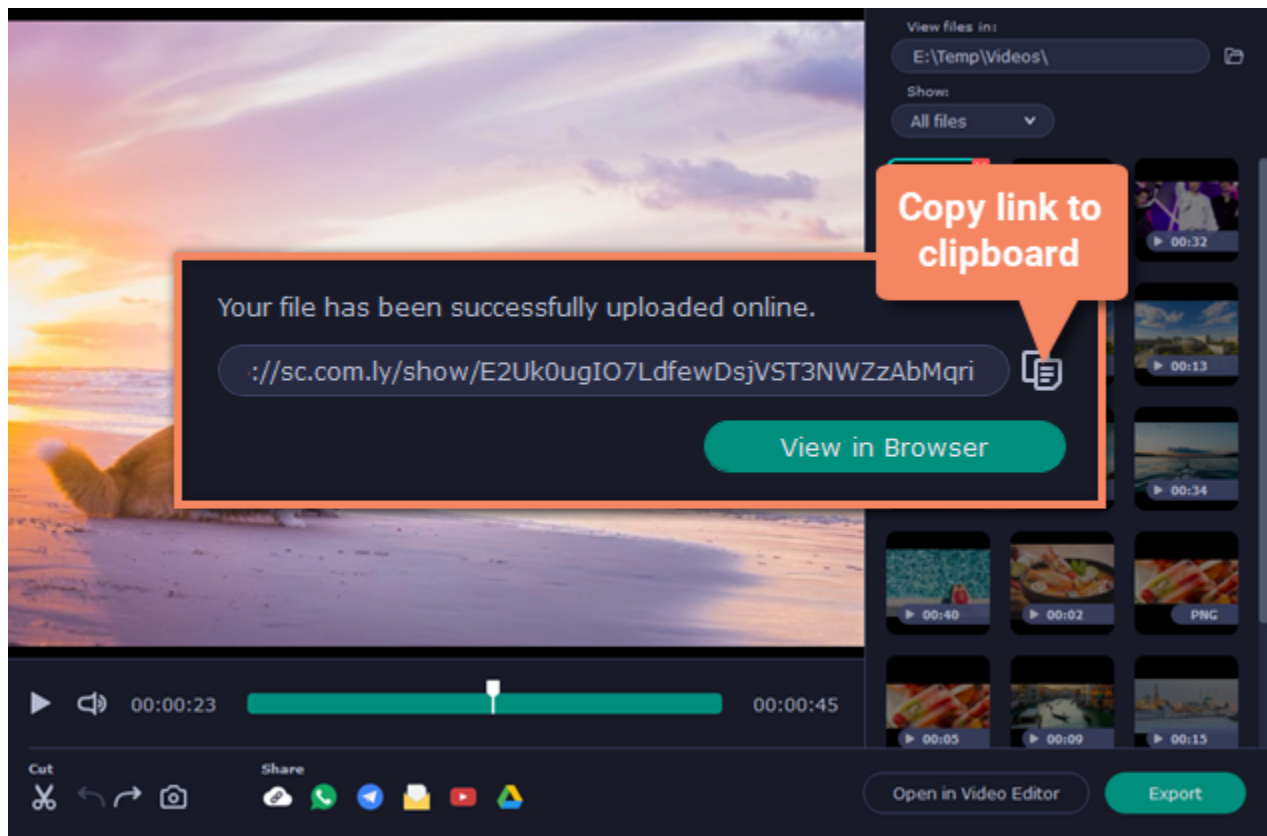 View files in:
E:\Temp\Videos\
Show:
All files
Copy link to
clipboard
00:32
Your file has been successfully uploaded online.
://sc.com.ly/show/E2Uk0ugIO7LdfewDsjVST3NWZzAbMqri
00:13
View in Browser
00:34
00:40
00:02
PNG
00:00:23
00:00:45
00:05
00:09
00:15
Cut
Share
Open in Video Editor
Export